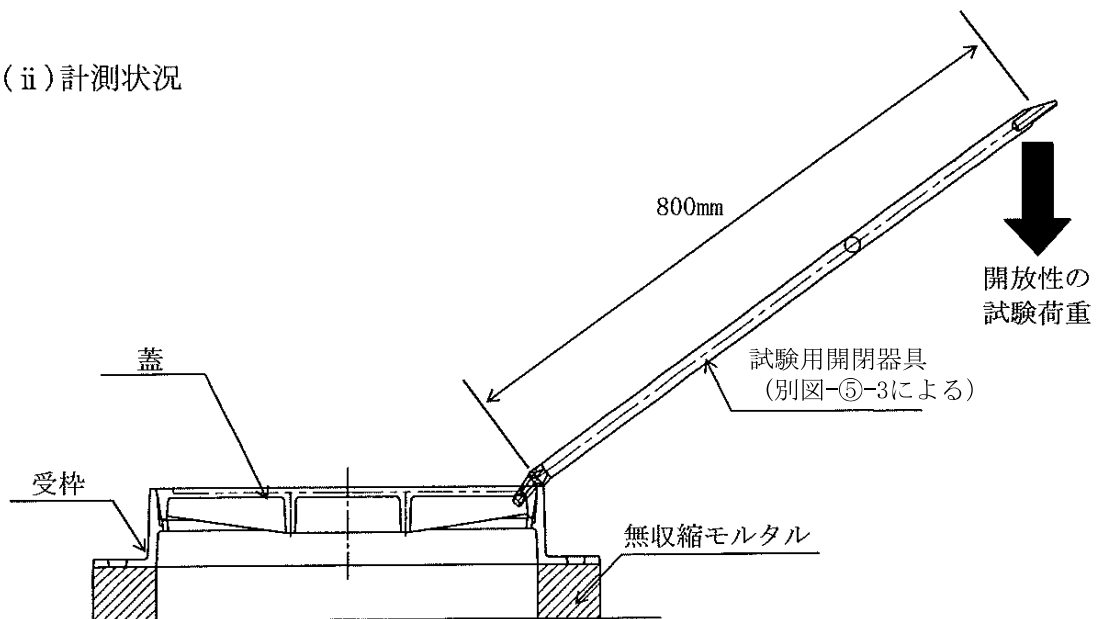 (ⅱ)計測状況
800mm
開放性の
試験荷重
蓋
試験用開閉器具
(別図-⑤-3による)
受枠
無収縮モルタル